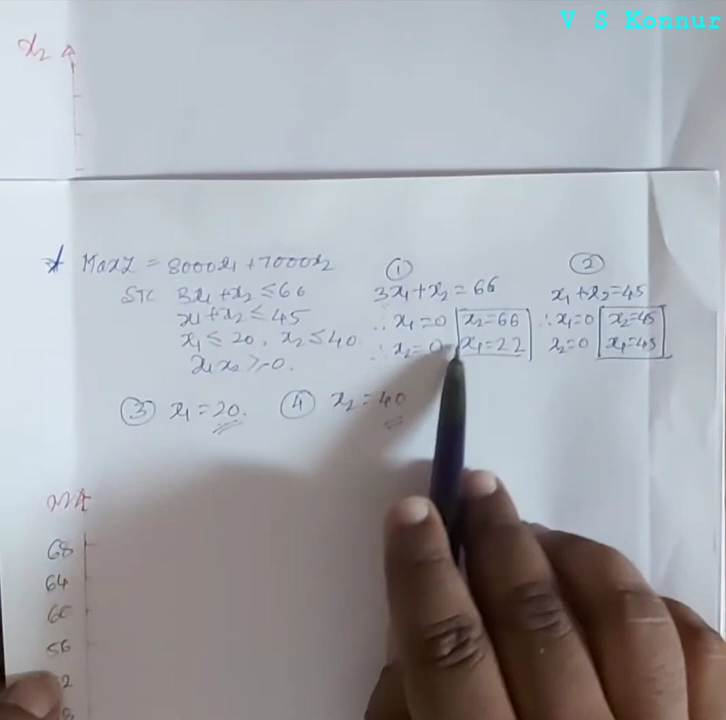 V S Konnur
x₂
* Max Z = 8000x₁ + 7000x₂
STC 3x₁ + x₂ ≤ 66
x₁ + x₂ ≤ 45
x₁ ≤ 20, x₂ ≤ 40
x₁ x₂ ≥ 0.
①
3x₁ + x₂ = 66
∴ x₁ = 0 x₂ = 66
∴ x₂ = 0 x₁ = 22
②
x₁ + x₂ = 45
∴ x₁ = 0 x₂ = 45
x₂ = 0 x₁ = 45
③ x₁ = 20. ④ x₂ = 40
68
64
60
56
2